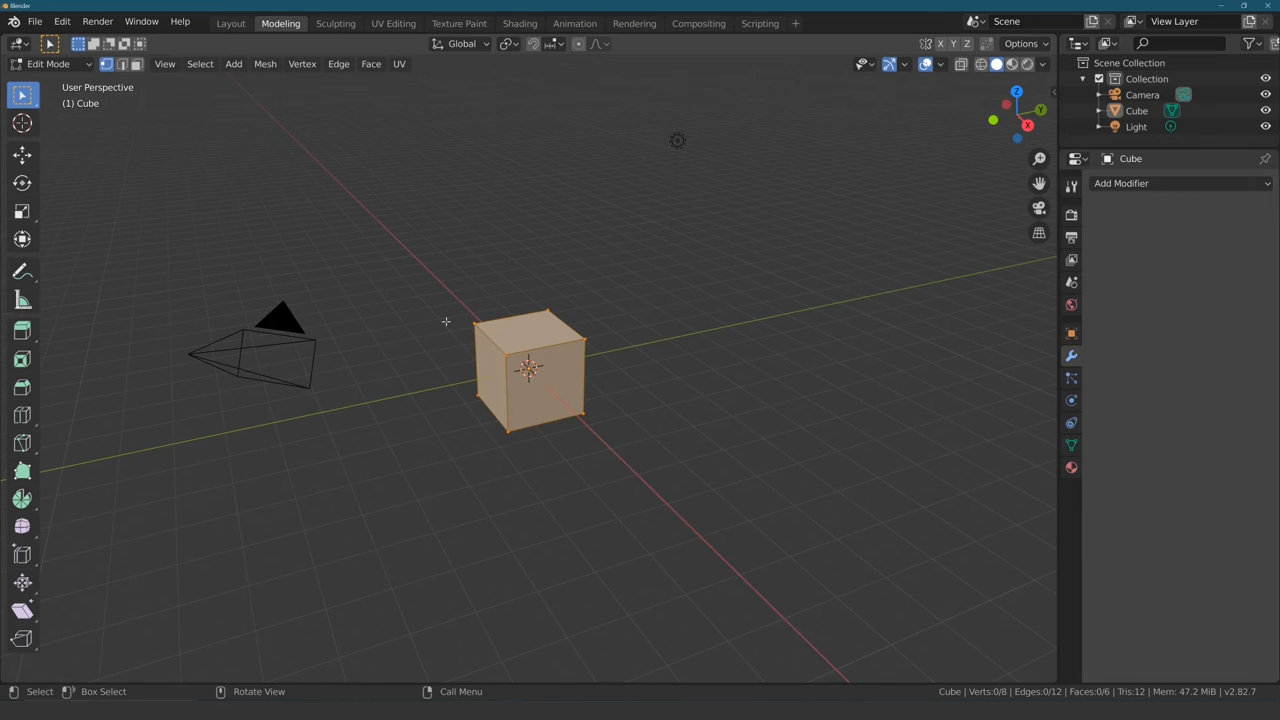 Blender
File Edit Render Window Help Layout Modeling Sculpting UV Editing Texture Paint Shading Animation Rendering Compositing Scripting + Scene View Layer
Global X Y Z Options
Edit Mode View Select Add Mesh Vertex Edge Face UV
User Perspective
(1) Cube
Z
Y
X
Scene Collection
Collection
Camera
Cube
Light
Cube
Add Modifier
Select Box Select Rotate View Call Menu Cube | Verts:0/8 | Edges:0/12 | Faces:0/6 | Tris:12 | Mem: 47.2 MiB | v2.82.7